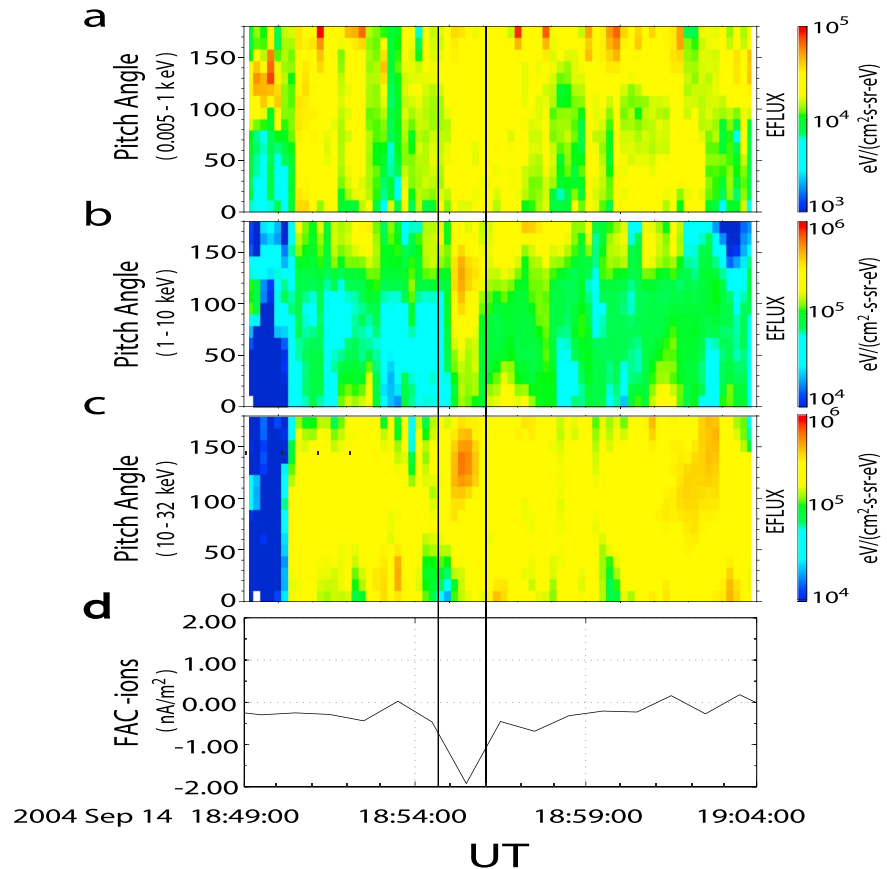 a
Pitch Angle
( 0.005 - 1 keV )
150
100
50
0
EFLUX
10^5
10^4
10^3
eV/(cm^2-s-sr-eV)
b
Pitch Angle
( 1 - 10 keV )
150
100
50
0
EFLUX
10^6
10^5
10^4
eV/(cm^2-s-sr-eV)
c
Pitch Angle
( 10 - 32 keV )
150
100
50
0
EFLUX
10^6
10^5
10^4
eV/(cm^2-s-sr-eV)
d
FAC -ions
( nA/m^2 )
2.00
1.00
0.00
-1.00
-2.00
2004 Sep 14 18:49:00 18:54:00 18:59:00 19:04:00
UT